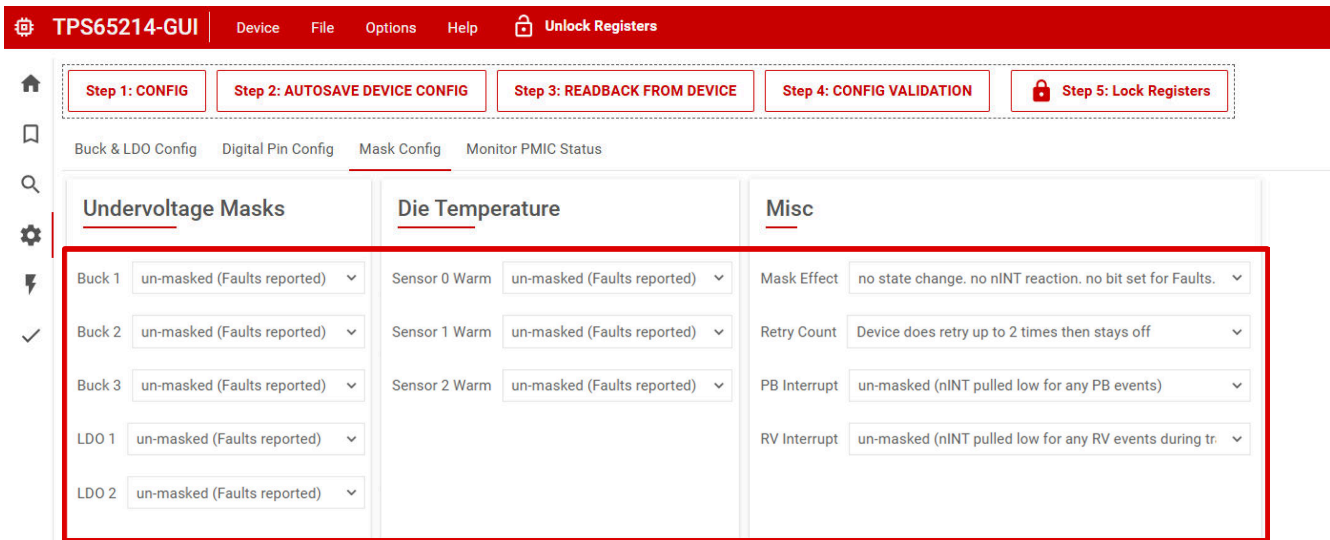 TPS65214-GUI Device File Options Help Unlock Registers
Step 1: CONFIG Step 2: AUTOSAVE DEVICE CONFIG Step 3: READBACK FROM DEVICE Step 4: CONFIG VALIDATION Step 5: Lock Registers
Buck & LDO Config Digital Pin Config Mask Config Monitor PMIC Status
Undervoltage Masks
Buck 1 un-masked (Faults reported)
Buck 2 un-masked (Faults reported)
Buck 3 un-masked (Faults reported)
LDO 1 un-masked (Faults reported)
LDO 2 un-masked (Faults reported)
Die Temperature
Sensor 0 Warm un-masked (Faults reported)
Sensor 1 Warm un-masked (Faults reported)
Sensor 2 Warm un-masked (Faults reported)
Misc
Mask Effect no state change. no nINT reaction. no bit set for Faults.
Retry Count Device does retry up to 2 times then stays off
PB Interrupt un-masked (nINT pulled low for any PB events)
RV Interrupt un-masked (nINT pulled low for any RV events during tr